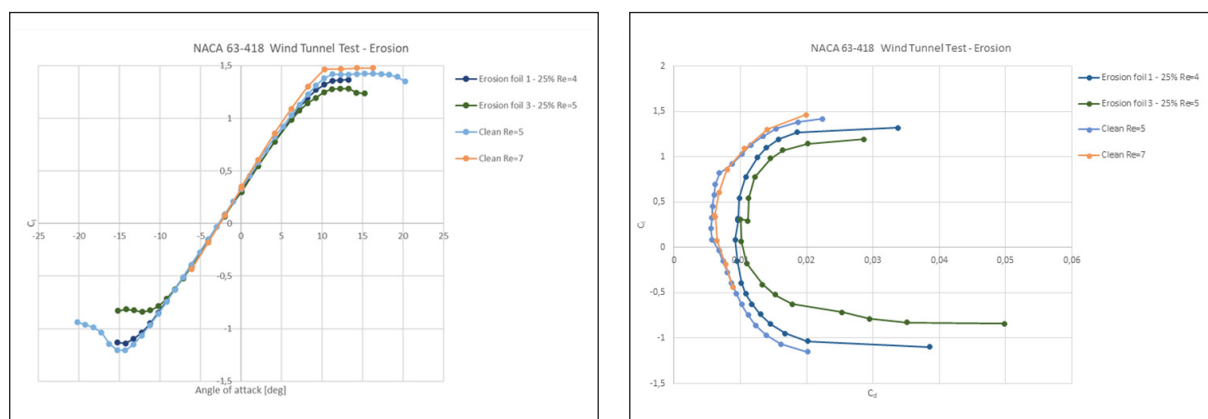 NACA 63-418 Wind Tunnel Test - Erosion
1,5
1
0,5
0
-0,5
-1
-1,5
-25
-20
-15
-10
-5
0
5
10
15
20
25
C_l
Angle of attack [deg]
Erosion foil 1 - 25% Re=4
Erosion foil 3 - 25% Re=5
Clean Re=5
Clean Re=7
NACA 63-418 Wind Tunnel Test - Erosion
2
1,5
1
0,5
0
-0,5
-1
-1,5
0
0,02
0,03
0,04
0,05
0,06
C_l
C_d
Erosion foil 1 - 25% Re=4
Erosion foil 3 - 25% Re=5
Clean Re=5
Clean Re=7